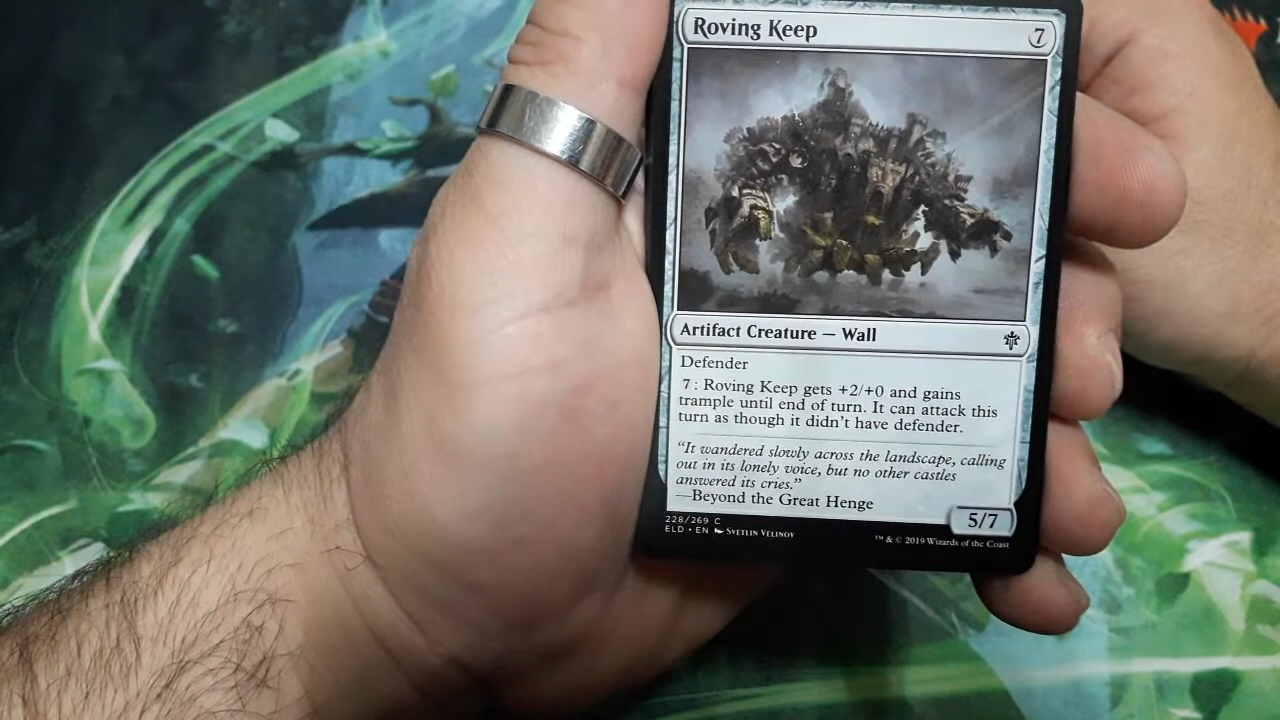 Roving Keep 7
Artifact Creature — Wall
Defender
7: Roving Keep gets +2/+0 and gains
trample until end of turn. It can attack this
turn as though it didn't have defender.
“It wandered slowly across the landscape, calling
out in its lonely voice, but no other castles
answered its cries.”
—Beyond the Great Henge
5/7
228/269 C
ELD • EN Svetlin Velinov
™ & © 2019 Wizards of the Coast